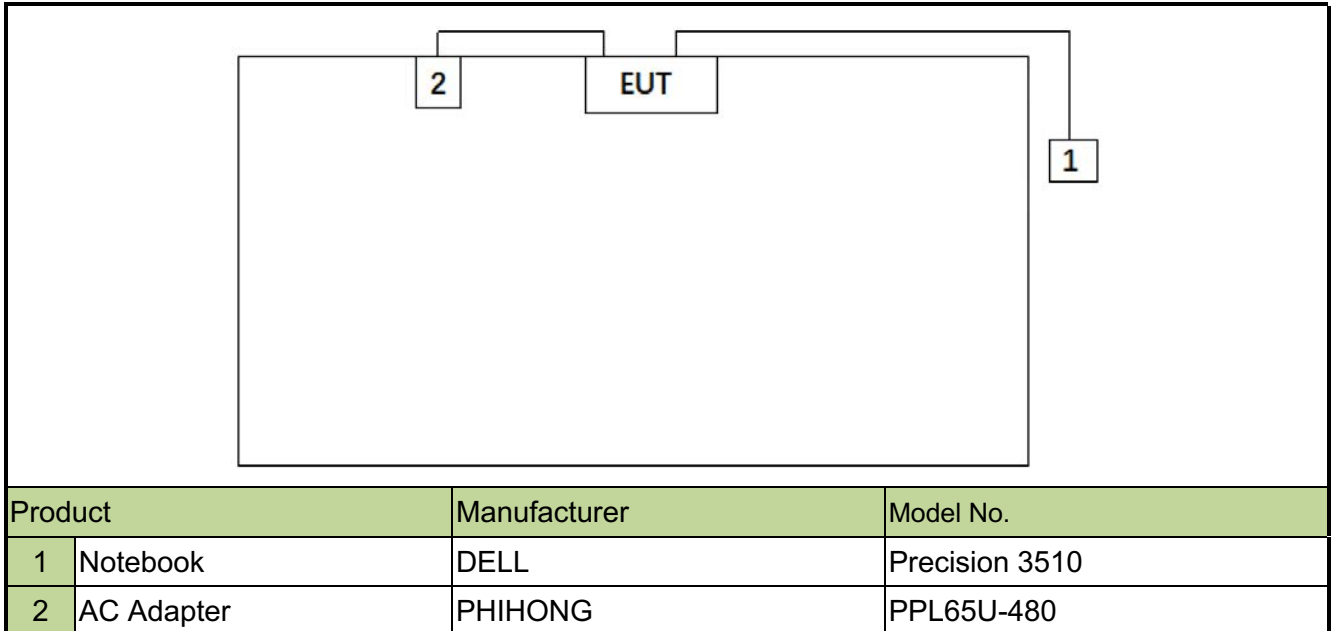 2 EUT
1
Product Manufacturer Model No.
1 Notebook DELL Precision 3510
2 AC Adapter PHIHONG PPL65U-480